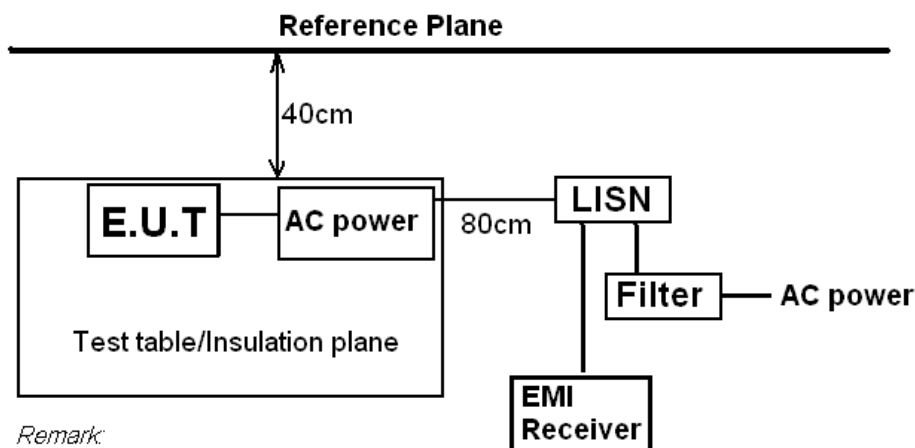 Reference Plane
40cm
E.U.T
AC power
80cm
LISN
Filter
AC power
Test table/Insulation plane
EMI
Receiver
Remark: